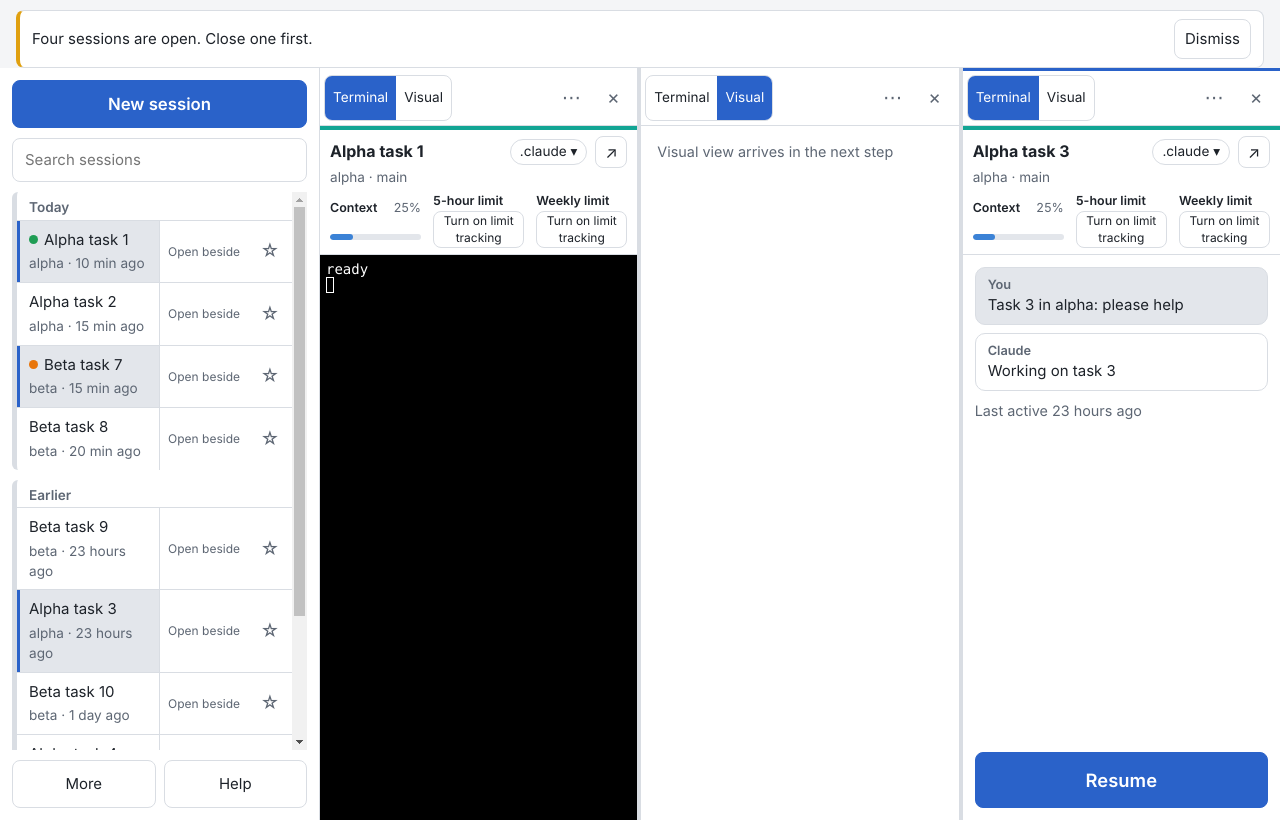 Four sessions are open. Close one first.
Dismiss
New session
Search sessions
Today
Alpha task 1
alpha · 10 min ago
Open beside
Alpha task 2
alpha · 15 min ago
Open beside
Beta task 7
beta · 15 min ago
Open beside
Beta task 8
beta · 20 min ago
Open beside
Earlier
Beta task 9
beta · 23 hours
ago
Open beside
Alpha task 3
alpha · 23 hours
ago
Open beside
Beta task 10
beta · 1 day ago
Open beside
More
Help
Terminal
Visual
Alpha task 1
.claude ▾
alpha · main
Context 25%
5-hour limit
Turn on limit
tracking
Weekly limit
Turn on limit
tracking
ready
Terminal
Visual
Visual view arrives in the next step
Terminal
Visual
Alpha task 3
.claude ▾
alpha · main
Context 25%
5-hour limit
Turn on limit
tracking
Weekly limit
Turn on limit
tracking
You
Task 3 in alpha: please help
Claude
Working on task 3
Last active 23 hours ago
Resume